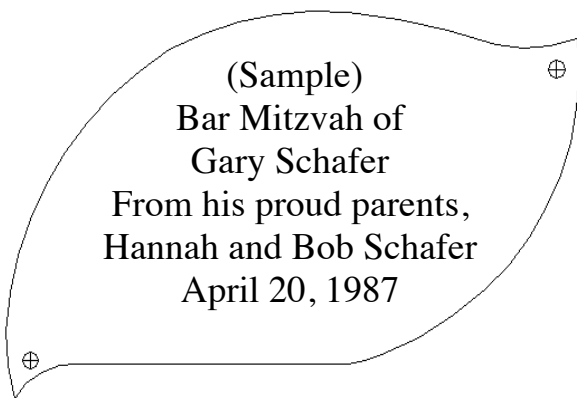 (Sample)
Bar Mitzvah of
Gary Schafer
From his proud parents,
Hannah and Bob Schafer
April 20, 1987